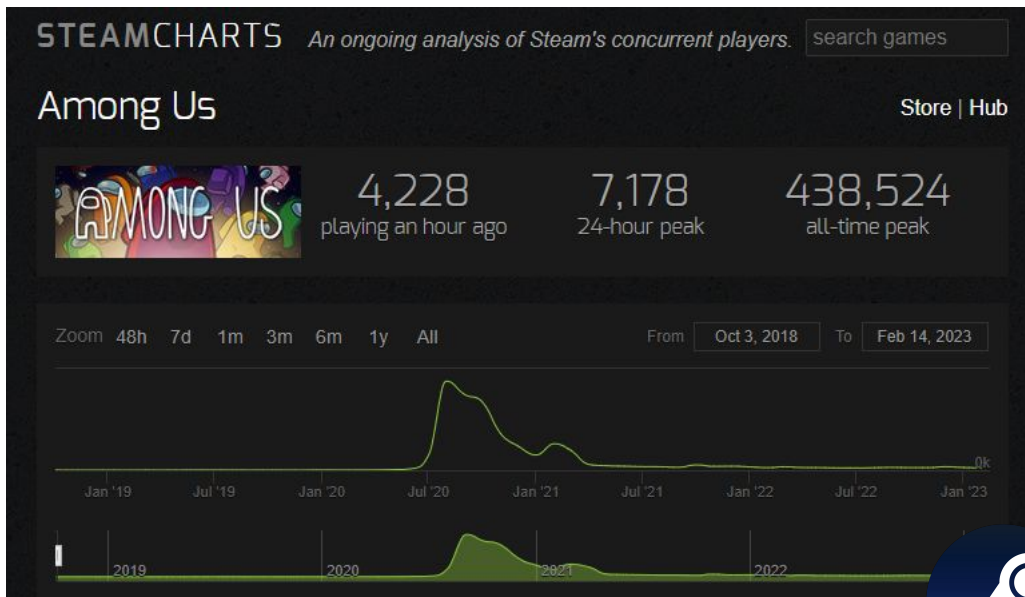 STEAMCHARTS An ongoing analysis of Steam's concurrent players. search games
Among Us Store | Hub
AMONG US
4,228 7,178 438,524
playing an hour ago 24-hour peak all-time peak
Zoom 48h 7d 1m 3m 6m 1y All From Oct 3, 2018 To Feb 14, 2023
0k
Jan '19 Jul '19 Jan '20 Jul '20 Jan '21 Jul '21 Jan '22 Jul '22 Jan '23
2019 2020 2021 2022